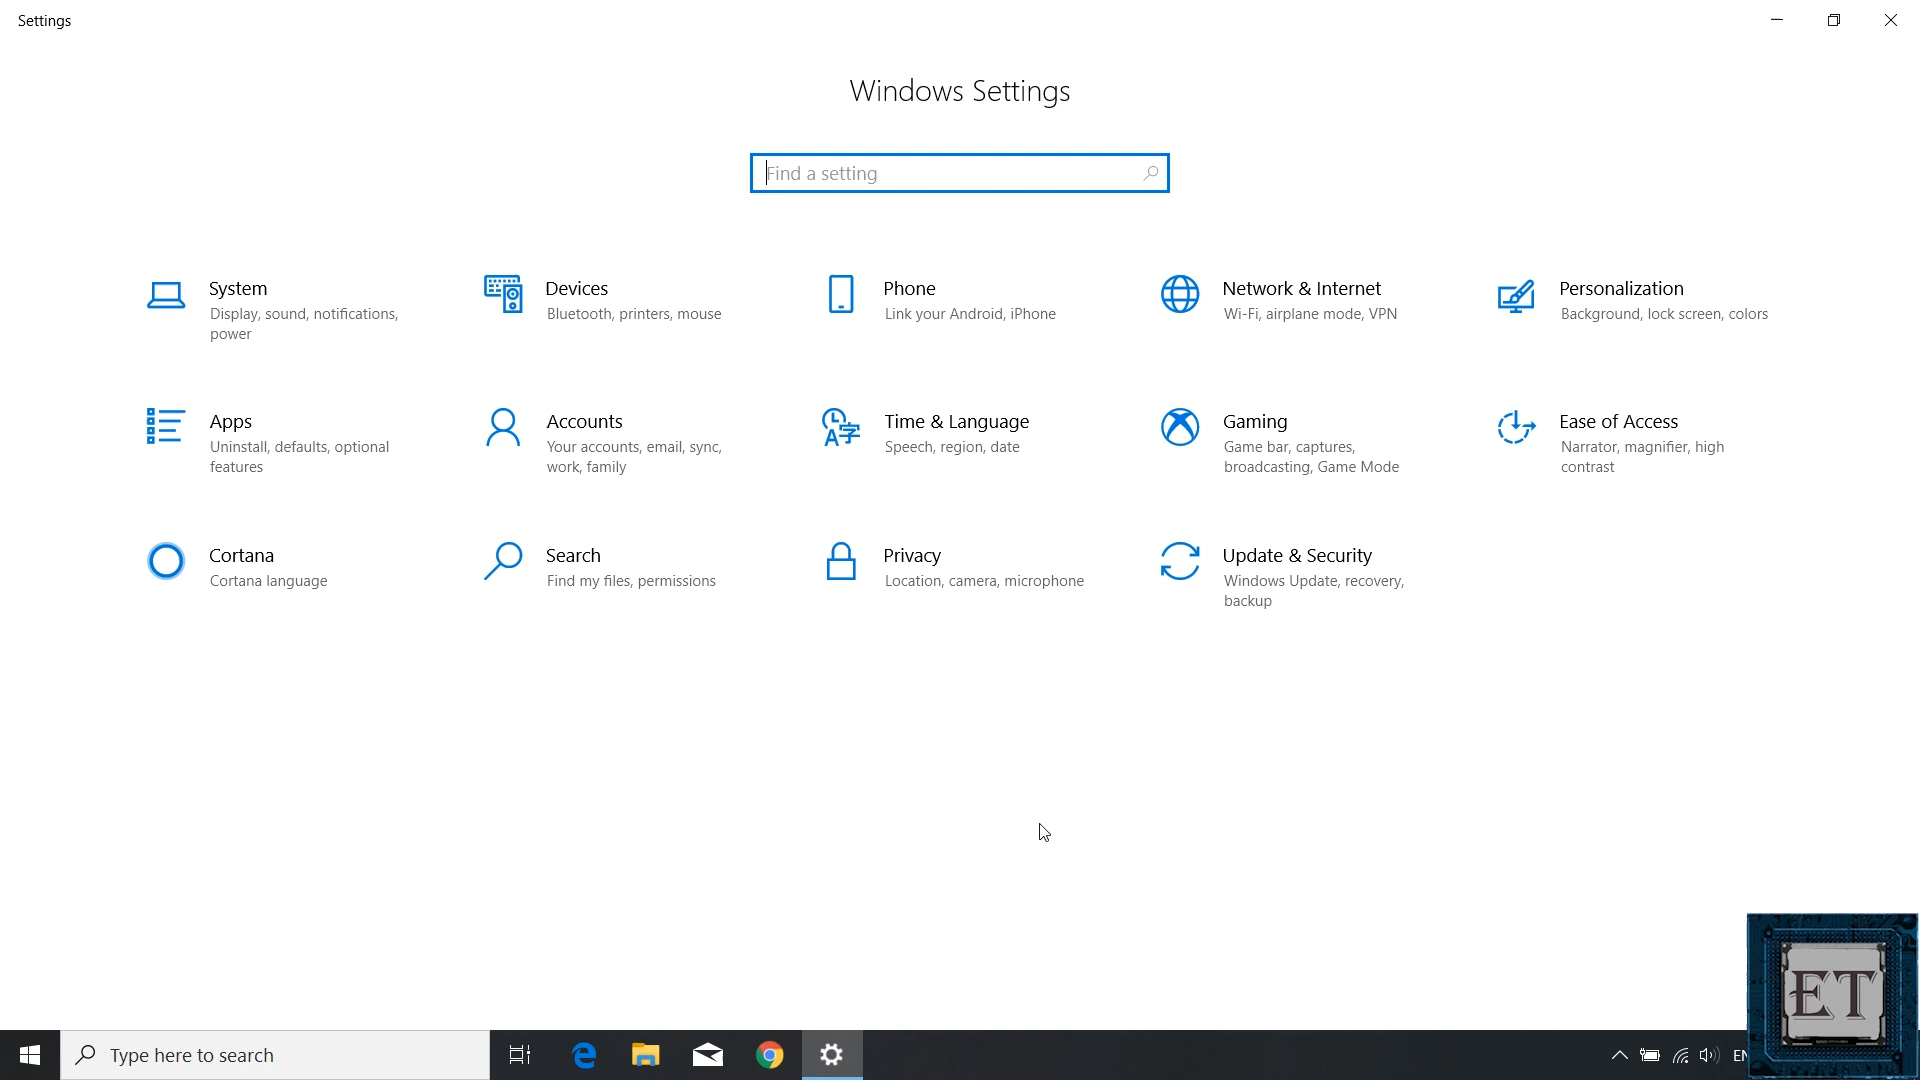 Settings
Windows Settings
Find a setting
System
Display, sound, notifications,
power
Devices
Bluetooth, printers, mouse
Phone
Link your Android, iPhone
Network & Internet
Wi-Fi, airplane mode, VPN
Personalization
Background, lock screen, colors
Apps
Uninstall, defaults, optional
features
Accounts
Your accounts, email, sync,
work, family
Time & Language
Speech, region, date
Gaming
Game bar, captures,
broadcasting, Game Mode
Ease of Access
Narrator, magnifier, high
contrast
Cortana
Cortana language
Search
Find my files, permissions
Privacy
Location, camera, microphone
Update & Security
Windows Update, recovery,
backup
ET
Type here to search